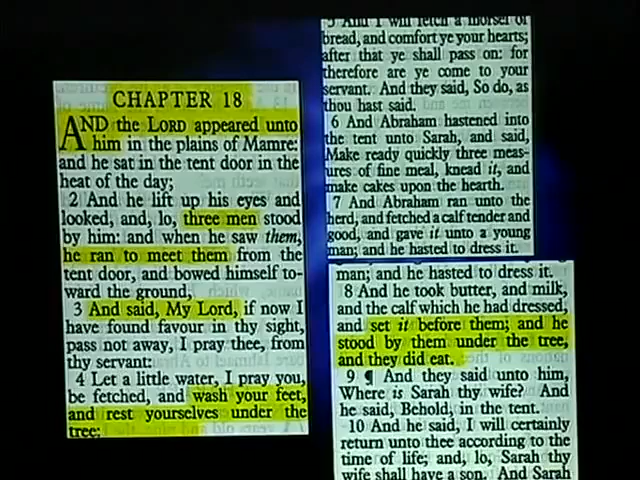 CHAPTER 18
AND the LORD appeared unto
him in the plains of Mamre:
and he sat in the tent door in the
heat of the day;
2 And he lift up his eyes and
looked, and, lo, three men stood
by him: and when he saw them,
he ran to meet them from the
tent door, and bowed himself to-
ward the ground,
3 And said, My Lord, if now I
have found favour in thy sight,
pass not away, I pray thee, from
thy servant:
4 Let a little water, I pray you,
be fetched, and wash your feet,
and rest yourselves under the
tree:
5 And I will fetch a morsel of
bread, and comfort ye your hearts;
after that ye shall pass on: for
therefore are ye come to your
servant. And they said, So do, as
thou hast said.
6 And Abraham hastened into
the tent unto Sarah, and said,
Make ready quickly three meas-
ures of fine meal, knead it, and
make cakes upon the hearth.
7 And Abraham ran unto the
herd, and fetched a calf tender and
good, and gave it unto a young
man; and he hasted to dress it.
man; and he hasted to dress it.
8 And he took butter, and milk,
and the calf which he had dressed,
and set it before them; and he
stood by them under the tree,
and they did eat.
9 ¶ And they said unto him,
Where is Sarah thy wife? And
he said, Behold, in the tent.
10 And he said, I will certainly
return unto thee according to the
time of life; and, lo, Sarah thy
wife shall have a son. And Sarah